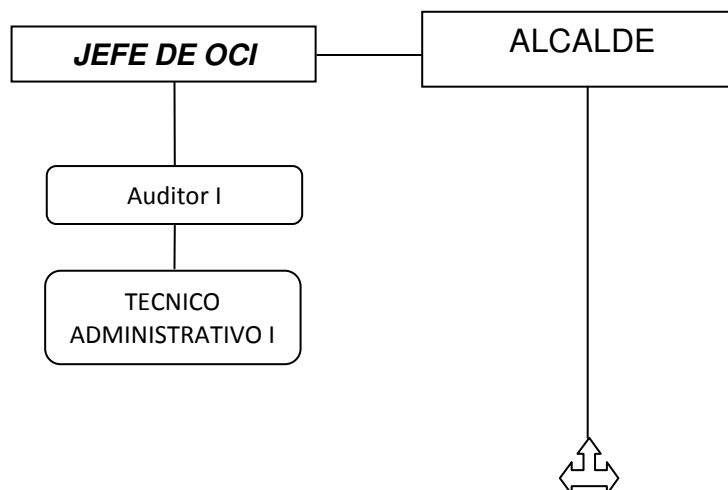 JEFE DE OCI
ALCALDE
Auditor I
TECNICO
ADMINISTRATIVO I